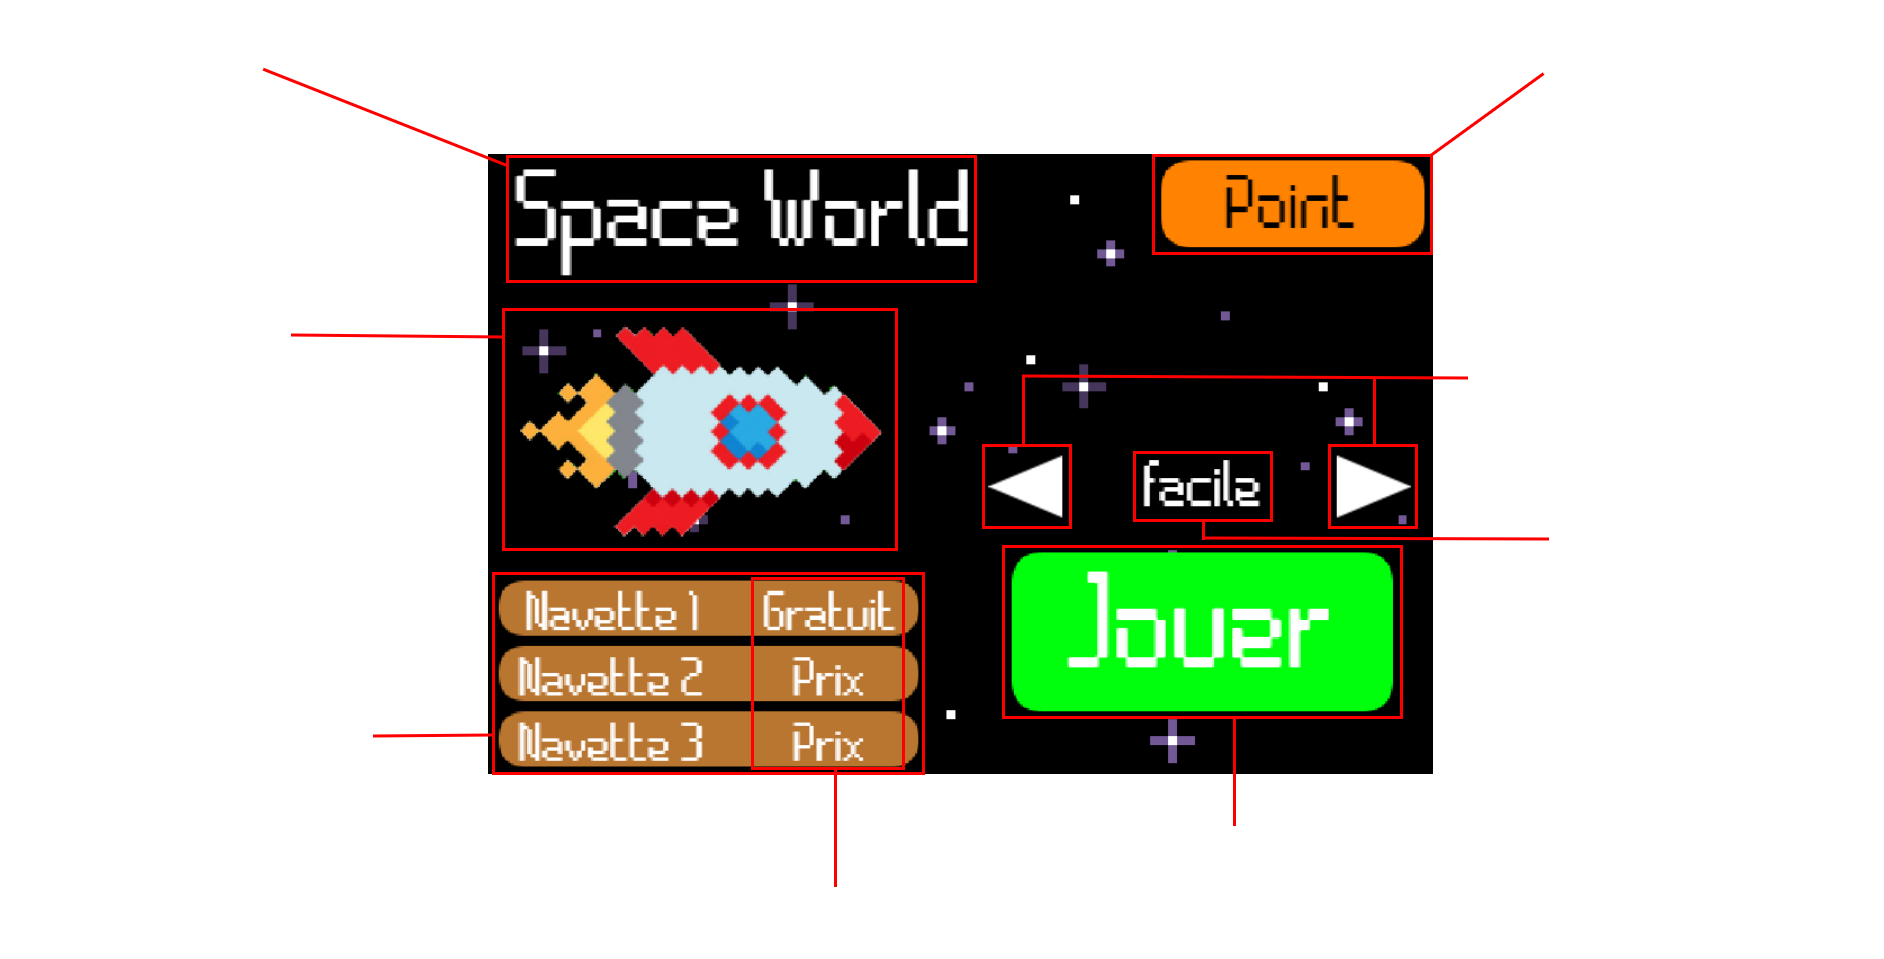 Space World
Point
facile
Jouer
Navette 1 Gratuit
Navette 2 Prix
Navette 3 Prix